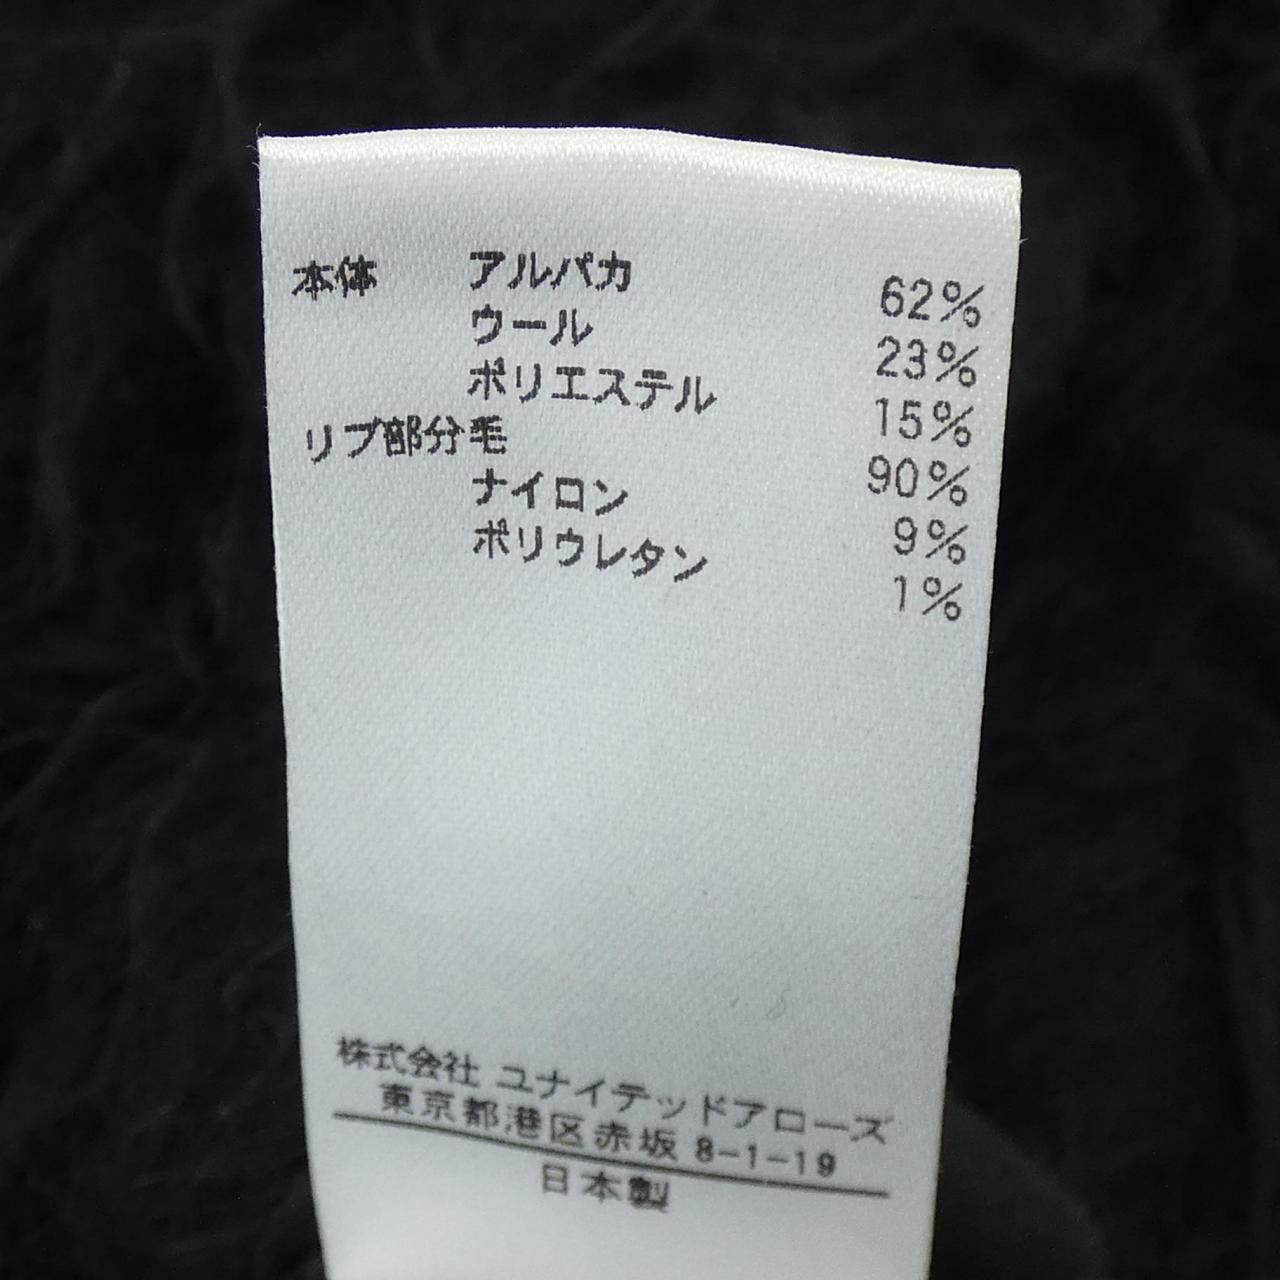 本体 アルパカ 62%
ウール 23%
ポリエステル 15%
リブ部分毛 90%
ナイロン 9%
ポリウレタン 1%
株式会社 ユナイテッドアローズ
東京都港区赤坂 8-1-19
日本製